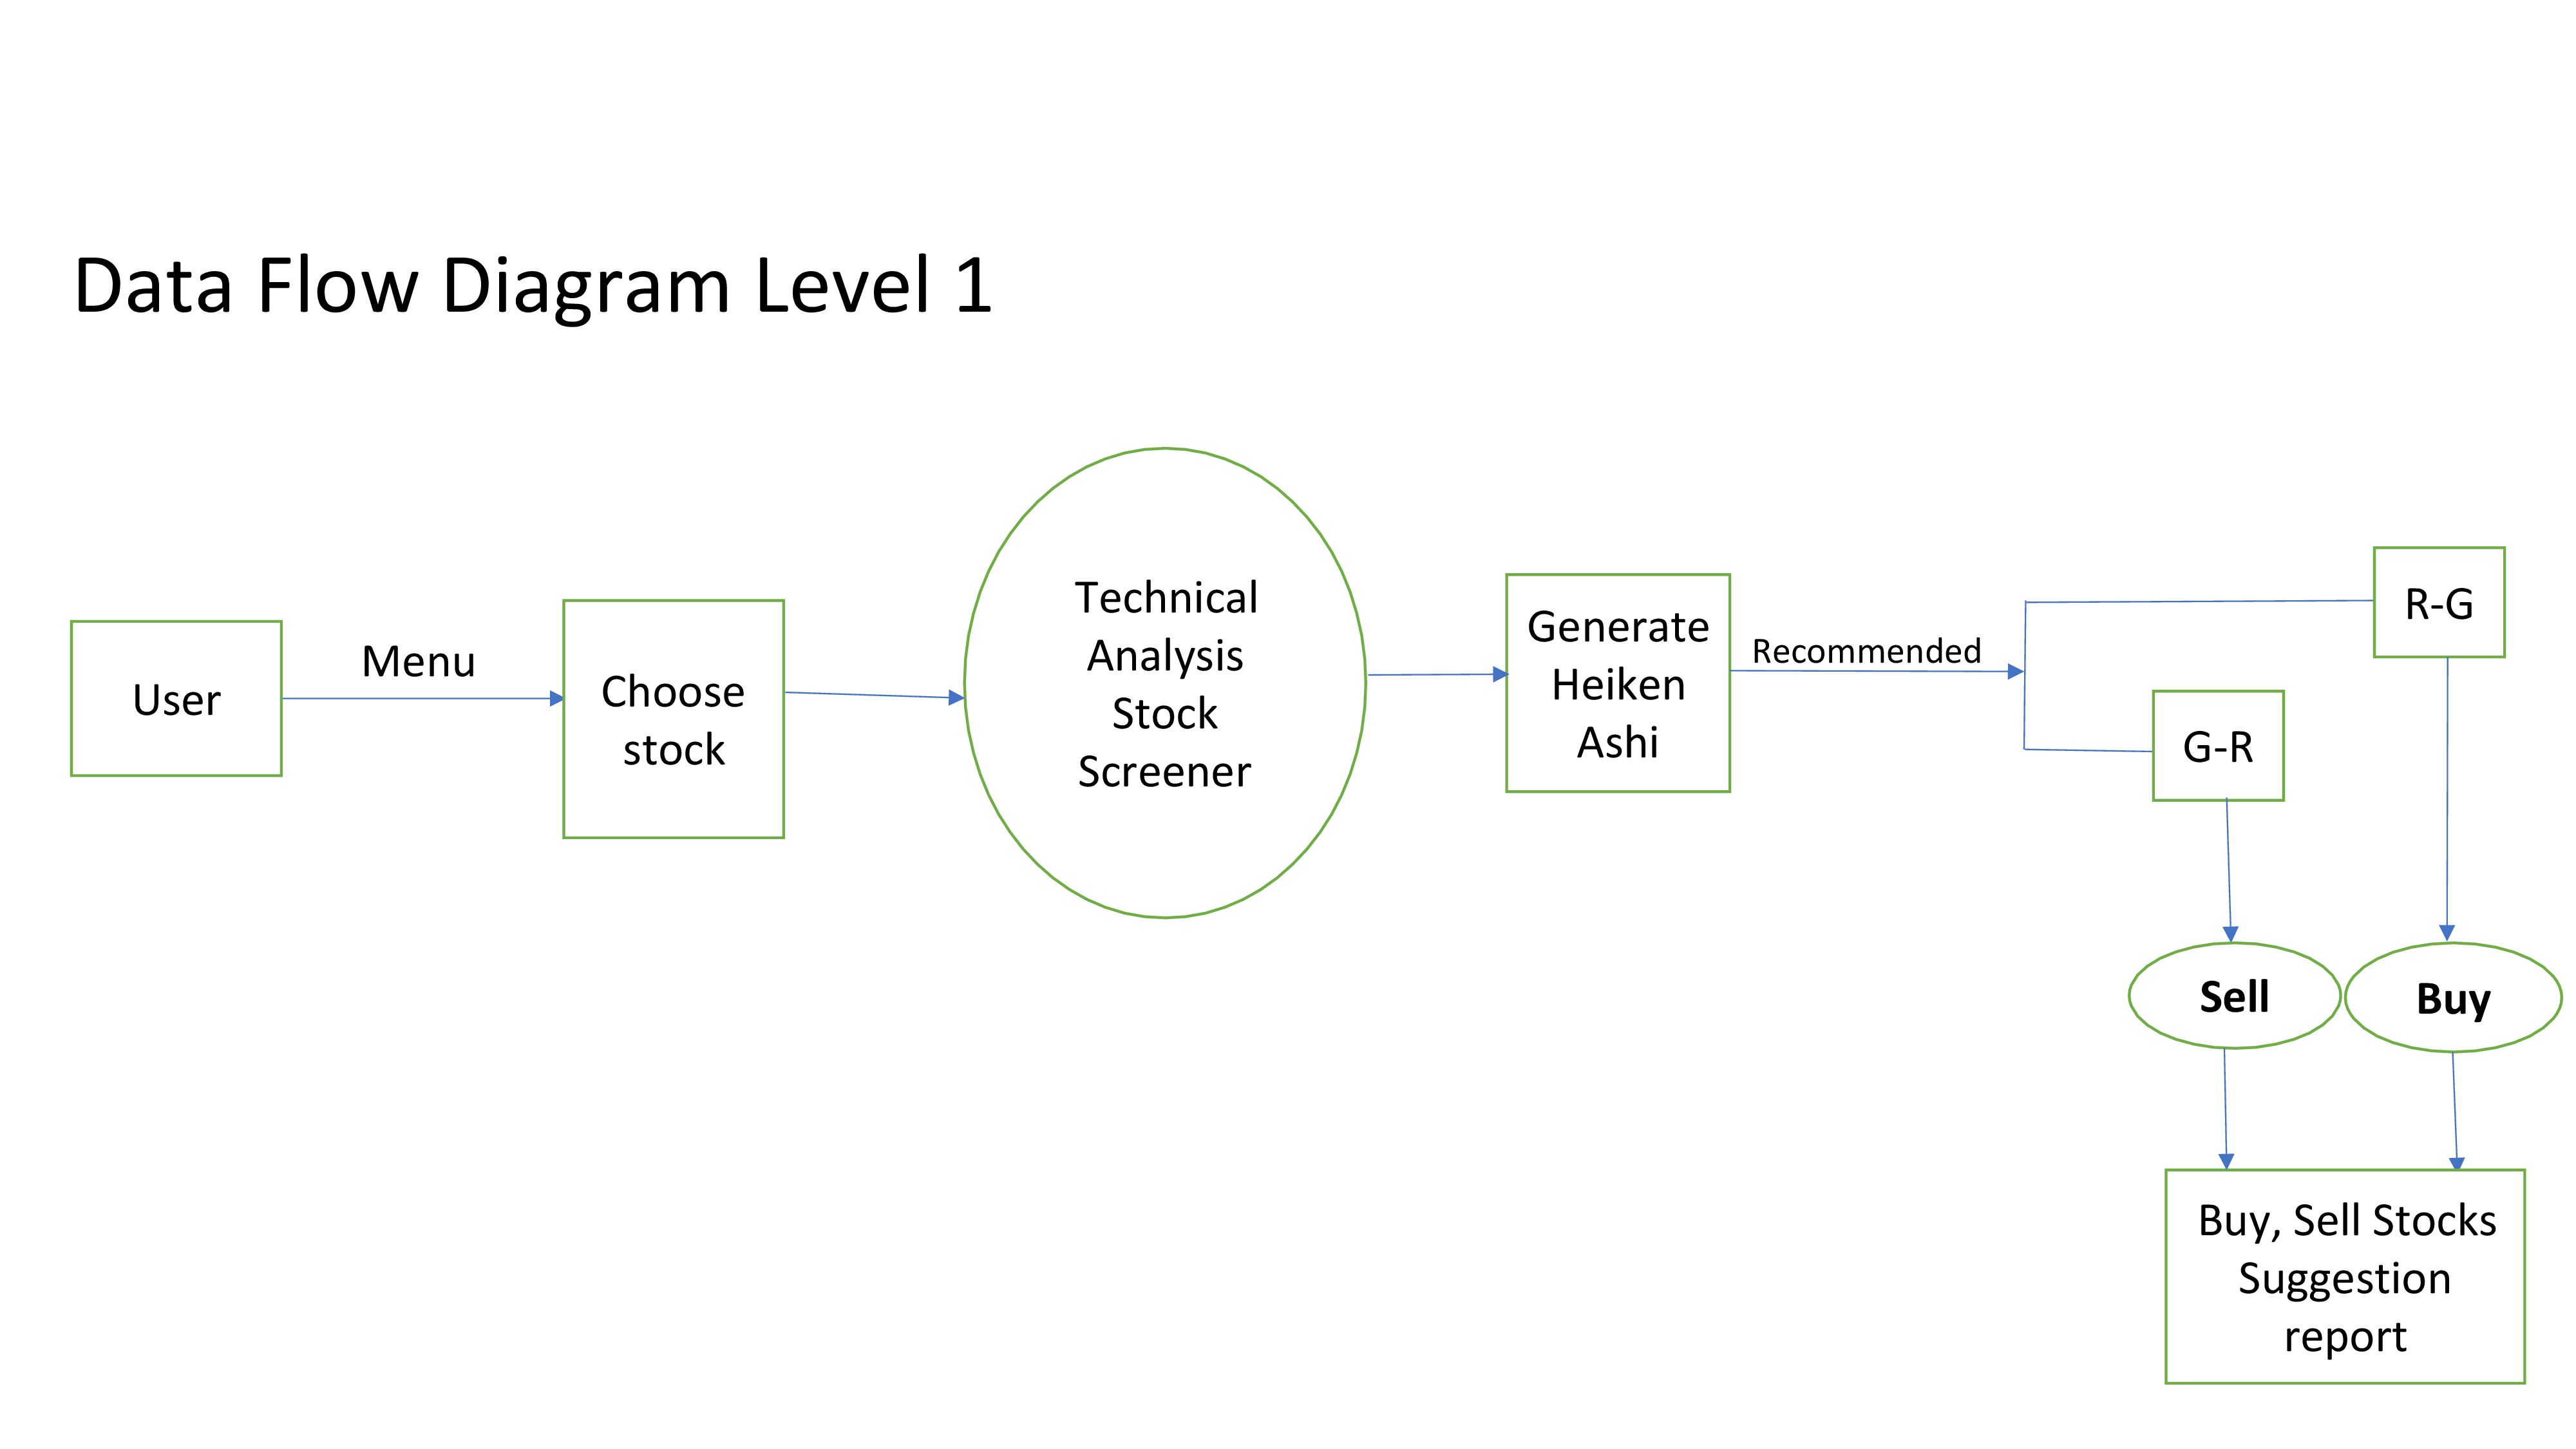 Data Flow Diagram Level 1
User
Menu
Choose
stock
Technical
Analysis
Stock
Screener
Generate
Heiken
Ashi
Recommended
R-G
G-R
Sell
Buy
Buy, Sell Stocks
Suggestion
report